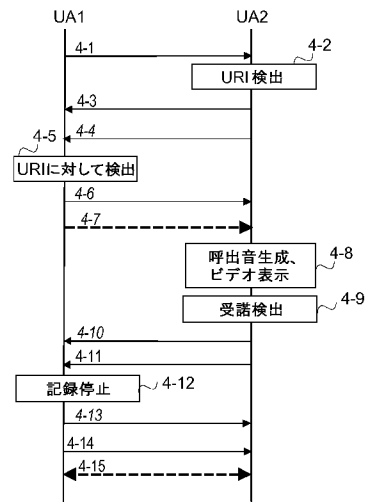 UA1 UA2
4-1
4-2
URI 検出
4-3
4-4
4-5
URIに対して検出
4-6
4-7
呼出音生成、
ビデオ表示
4-8
受諾検出
4-9
4-10
4-11
記録停止
4-12
4-13
4-14
4-15